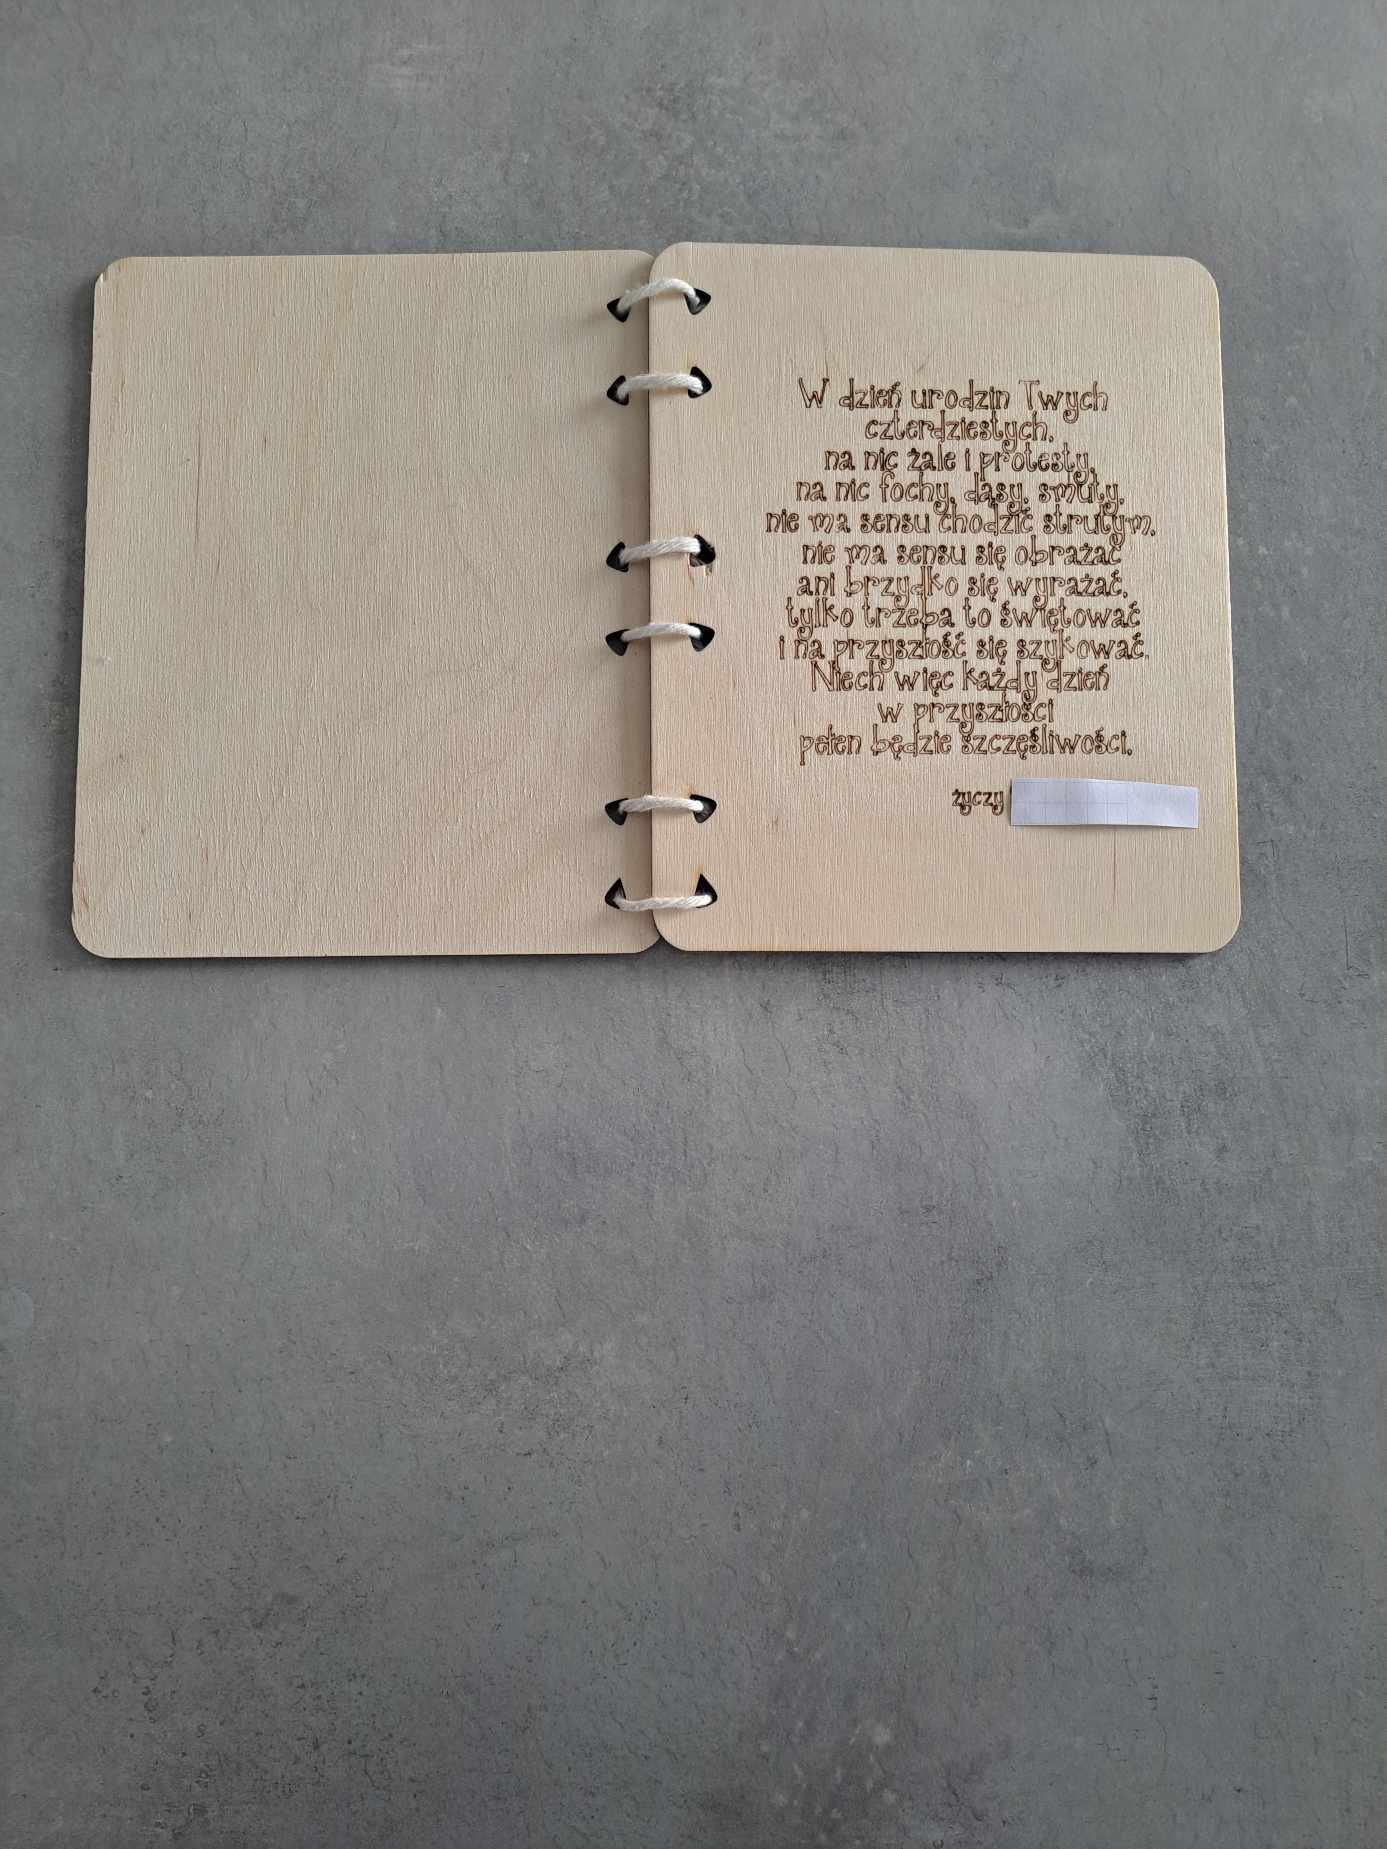 W dzień urodzin Twych
czterdziestych,
na nic żale i protesty,
na nic fochy, dąsy, smuty,
nie ma sensu chodzić strutym,
nie ma sensu się obrażać
ani brzydko się wyrażać,
tylko trzeba to świętować
i na przyszłość się szykować.
Niech więc każdy dzień
w przyszłości
pełen będzie szczęśliwości,
życzy